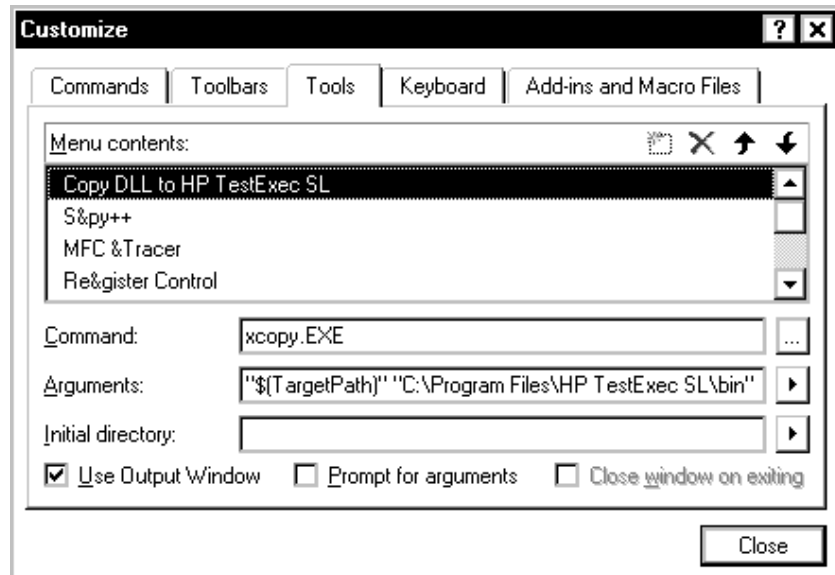 Customize
? X
Commands Toolbars Tools Keyboard Add-ins and Macro Files
Menu contents:
Copy DLL to HP TestExec SL
S&py++
MFC &Tracer
Re&gister Control
Command: xcopy.EXE ...
Arguments: "$(TargetPath)" "C:\Program Files\HP TestExec SL\bin"
Initial directory:
Use Output Window Prompt for arguments Close window on exiting
Close